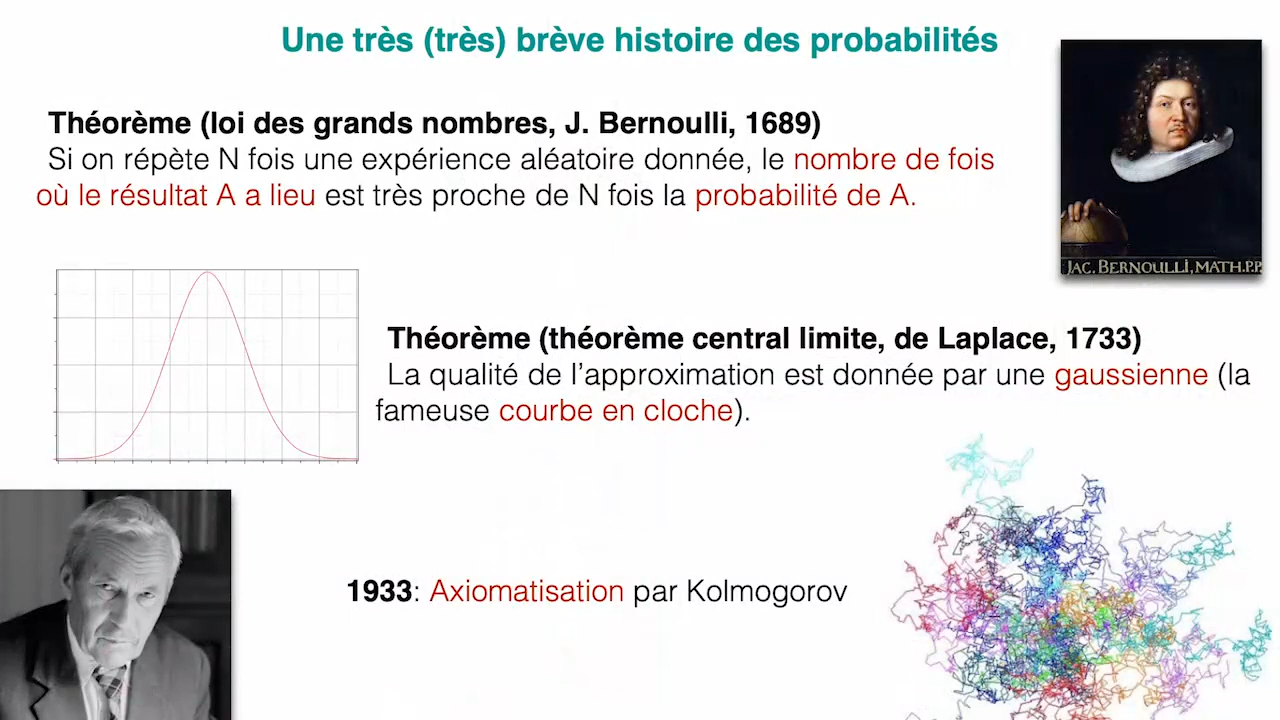 Une très (très) brève histoire des probabilités
Théorème (loi des grands nombres, J. Bernoulli, 1689)
Si on répète N fois une expérience aléatoire donnée, le nombre de fois
où le résultat A a lieu est très proche de N fois la probabilité de A.
JAC. BERNOULLI, MATH.P.P.
Théorème (théorème central limite, de Laplace, 1733)
La qualité de l’approximation est donnée par une gaussienne (la
fameuse courbe en cloche).
1933: Axiomatisation par Kolmogorov